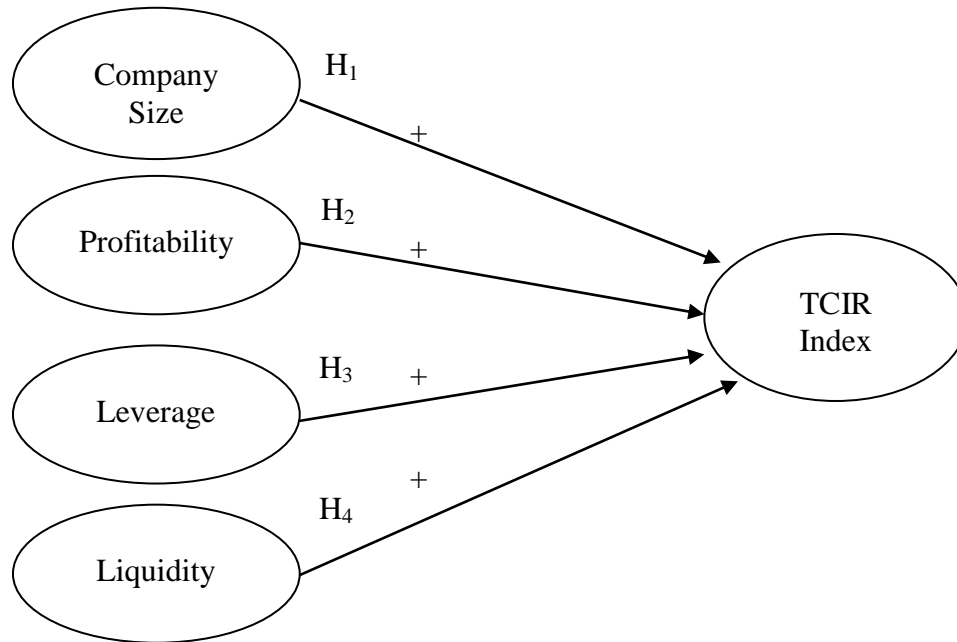 Company
Size
H₁
+
Profitability
H₂
+
Leverage
H₃
+
Liquidity
H₄
+
TCIR
Index